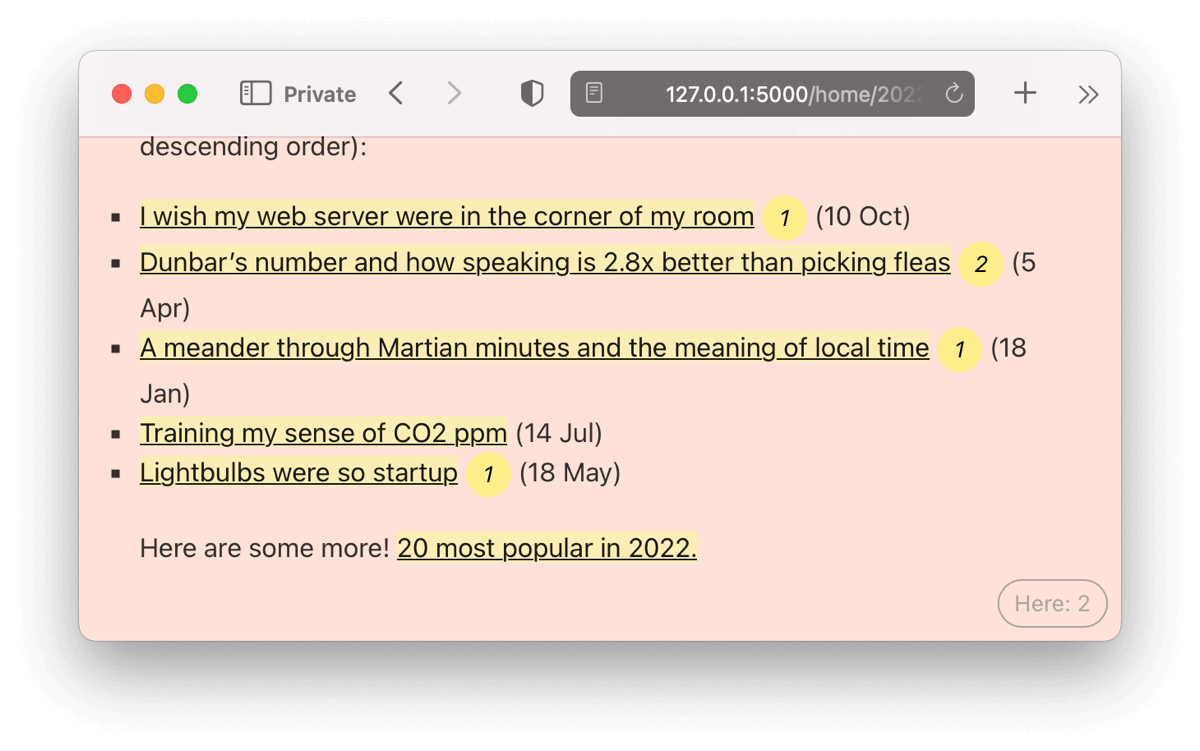 Private
127.0.0.1:5000/home/2022
descending order):
▪ I wish my web server were in the corner of my room 1 (10 Oct)
▪ Dunbar’s number and how speaking is 2.8x better than picking fleas 2 (5
Apr)
▪ A meander through Martian minutes and the meaning of local time 1 (18
Jan)
▪ Training my sense of CO2 ppm (14 Jul)
▪ Lightbulbs were so startup 1 (18 May)
Here are some more! 20 most popular in 2022.
Here: 2